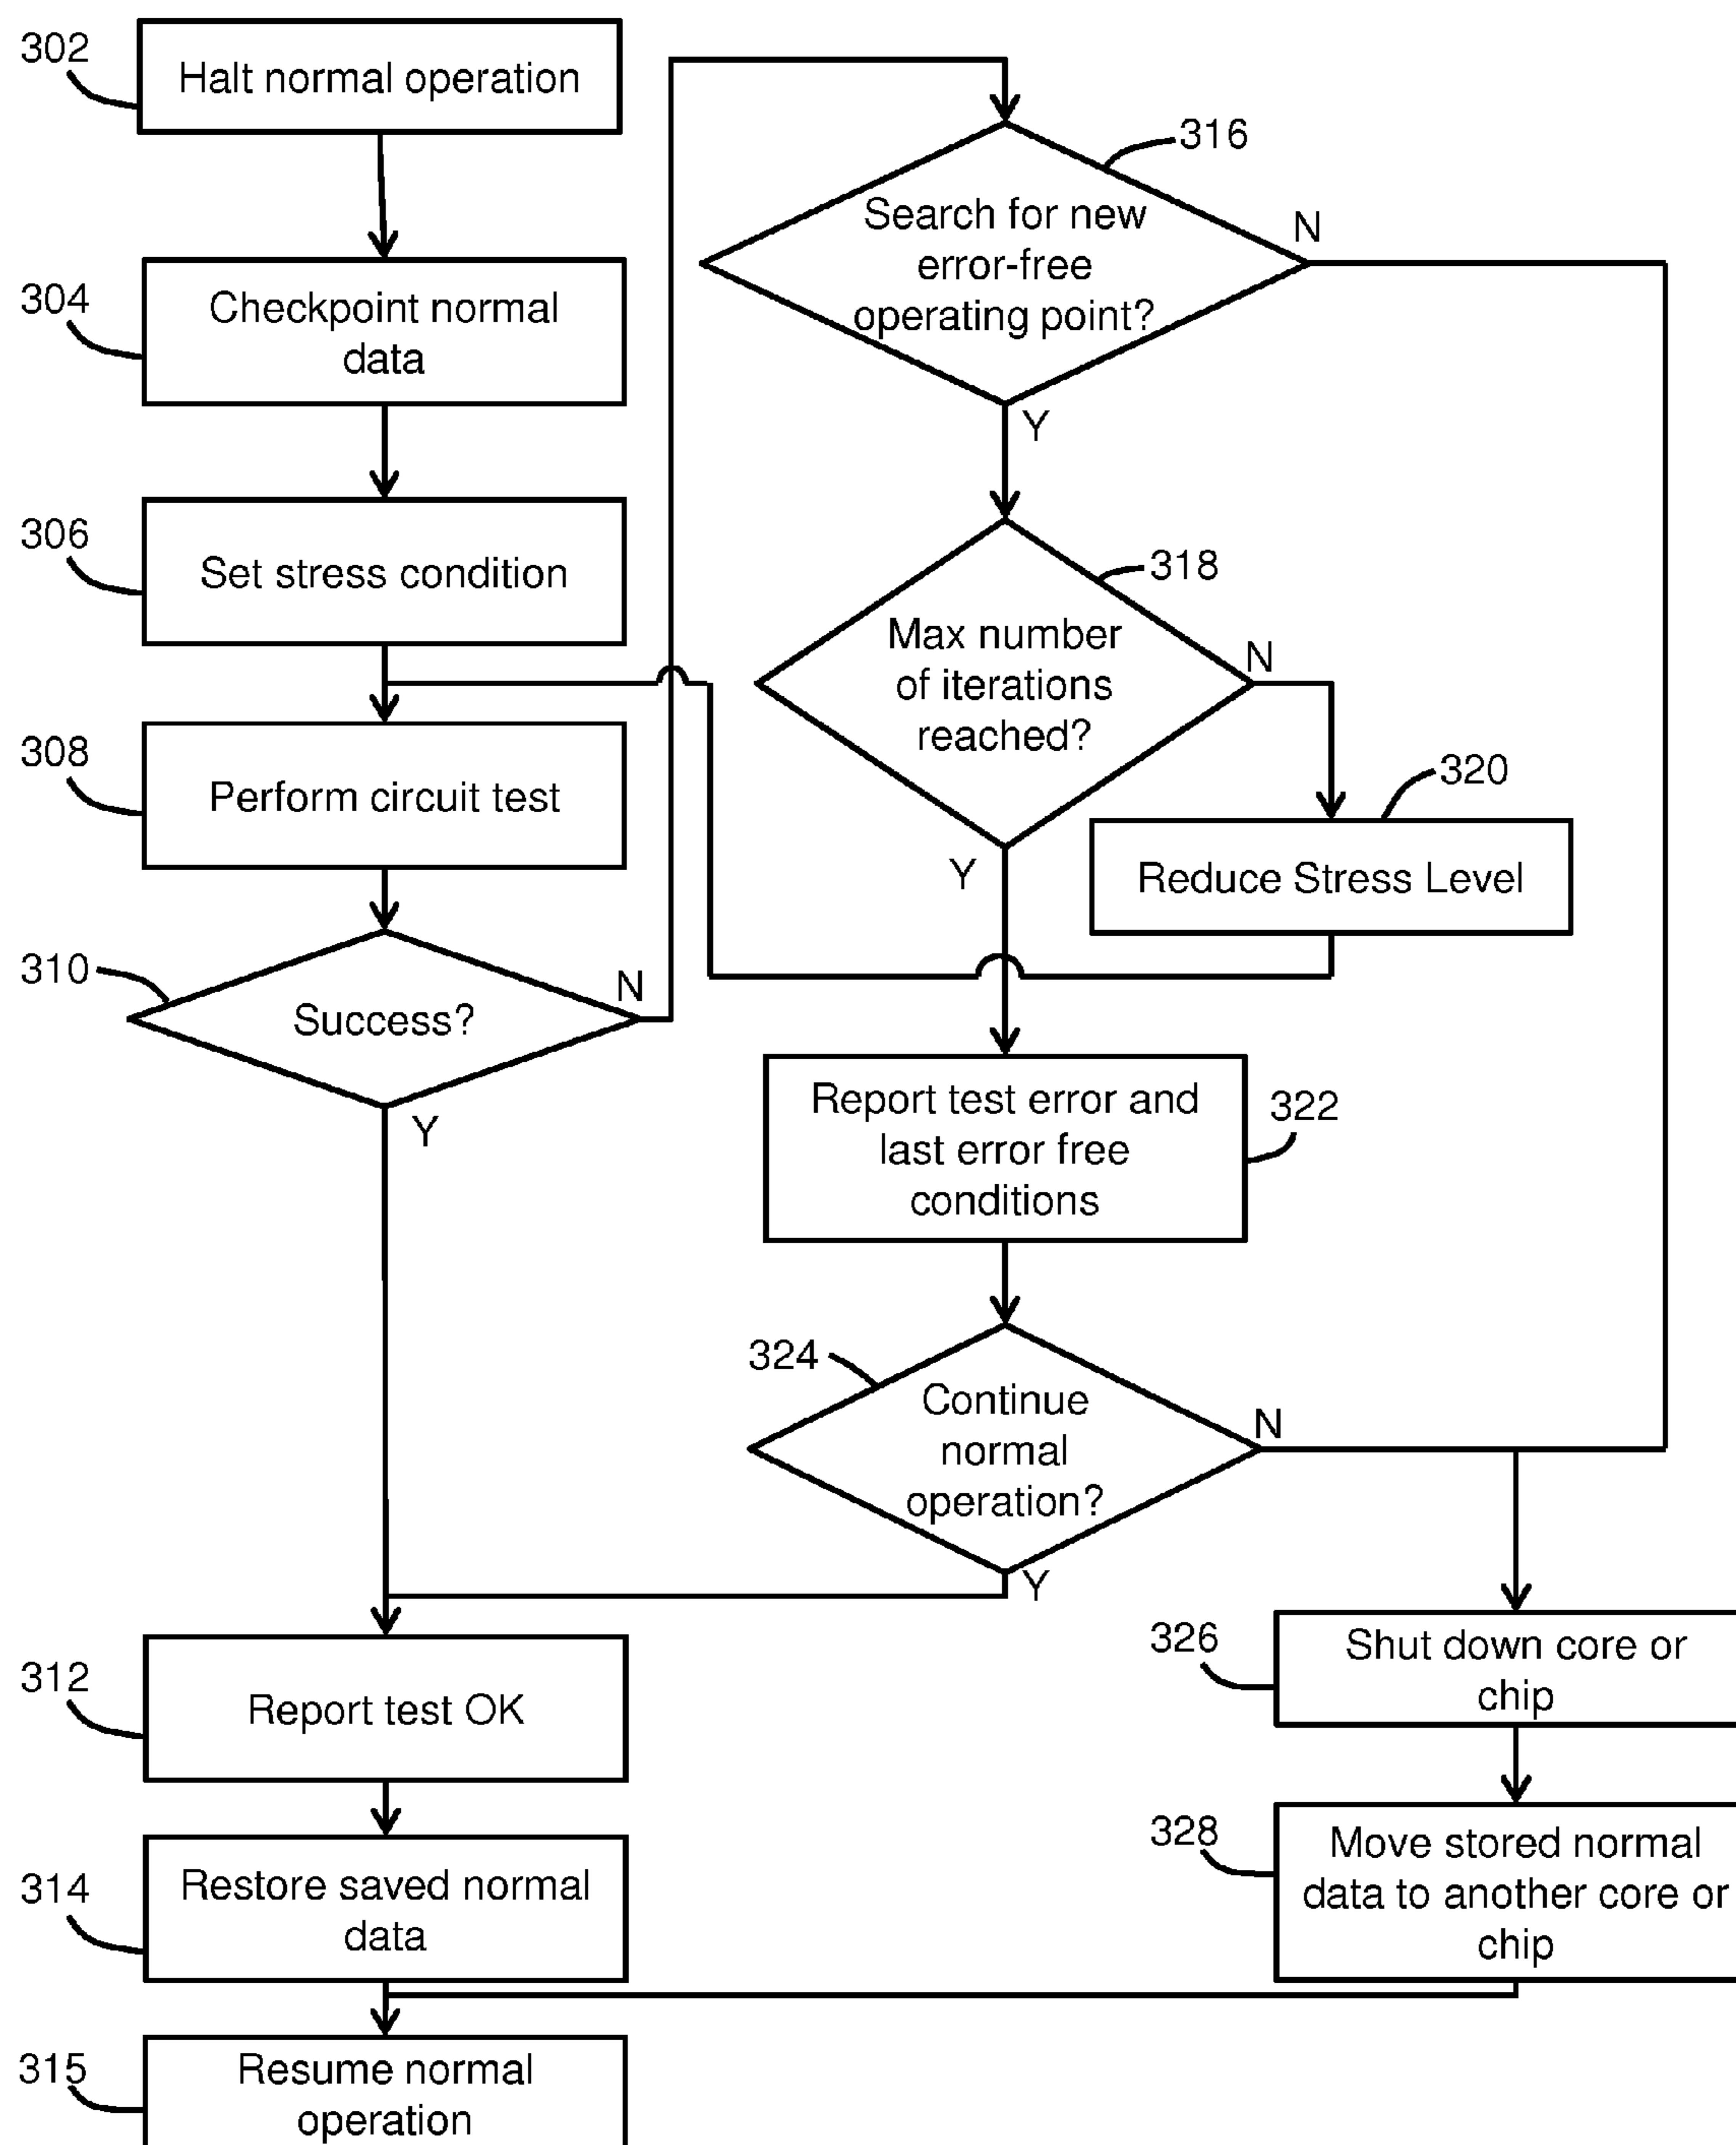 302
Halt normal operation
304
Checkpoint normal
data
306
Set stress condition
308
Perform circuit test
310
Success?
N
Y
316
Search for new
error-free
operating point?
N
Y
318
Max number
of iterations
reached?
N
Y
320
Reduce Stress Level
322
Report test error and
last error free
conditions
324
Continue
normal
operation?
N
Y
312
Report test OK
314
Restore saved normal
data
315
Resume normal
operation
326
Shut down core or
chip
328
Move stored normal
data to another core or
chip